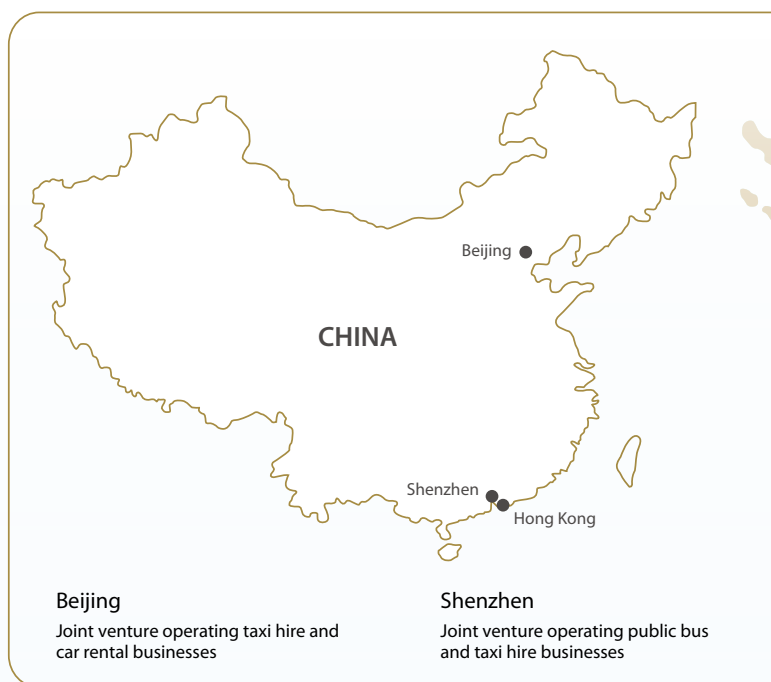 Beijing
CHINA
Shenzhen
Hong Kong
Beijing
Joint venture operating taxi hire and
car rental businesses
Shenzhen
Joint venture operating public bus
and taxi hire businesses